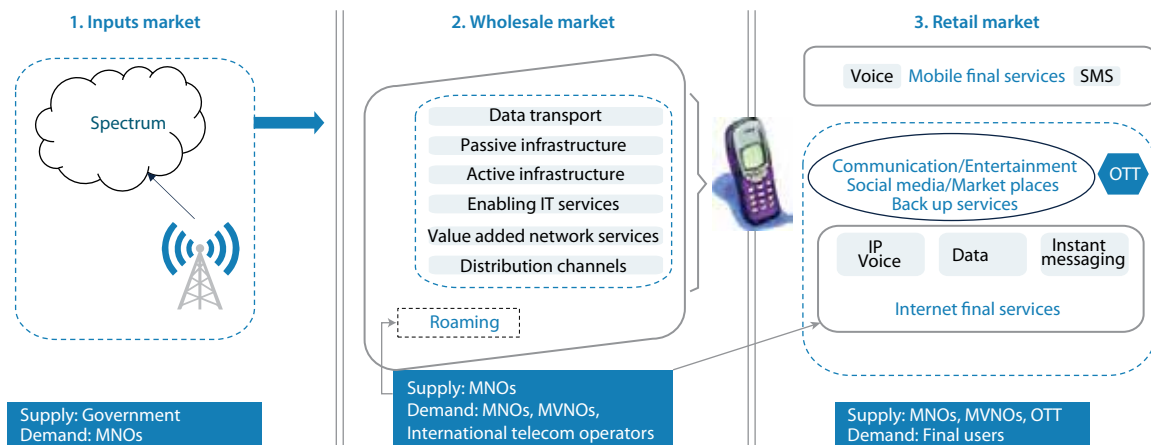 1. Inputs market
Spectrum
Supply: Government
Demand: MNOs
2. Wholesale market
Data transport
Passive infrastructure
Active infrastructure
Enabling IT services
Value added network services
Distribution channels
Roaming
Supply: MNOs
Demand: MNOs, MVNOs,
International telecom operators
3. Retail market
Voice Mobile final services SMS
Communication/Entertainment
Social media/Market places
Back up services
OTT
IP
Voice
Data
Instant
messaging
Internet final services
Supply: MNOs, MVNOs, OTT
Demand: Final users